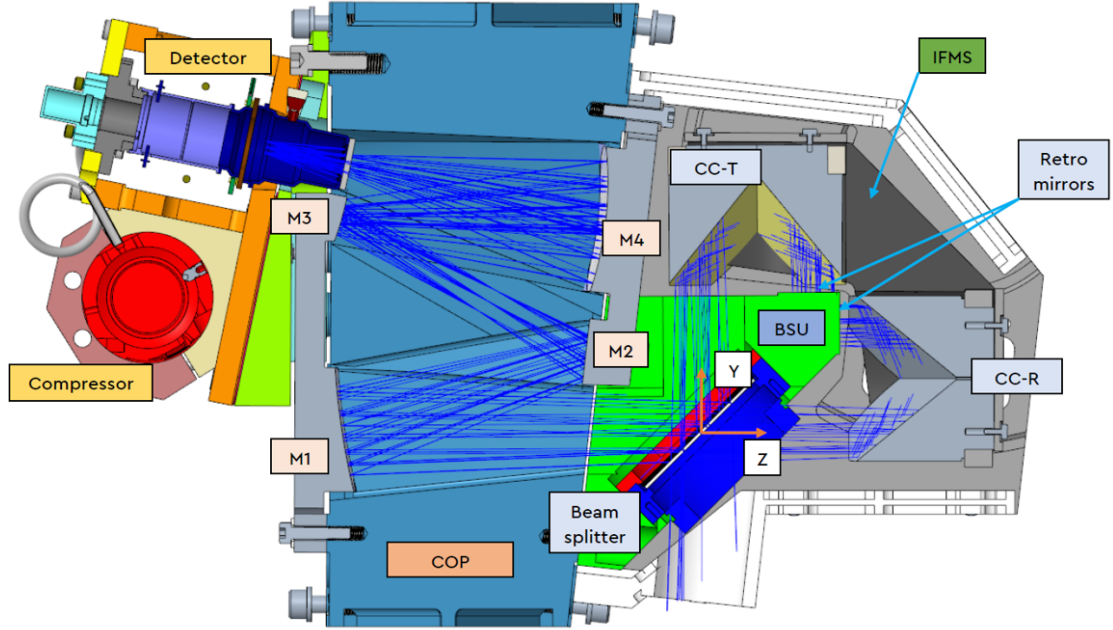 Detector
IFMS
CC-T
Retro
mirrors
M3
M4
BSU
M2
Y
Compressor
CC-R
M1
Z
Beam
splitter
COP